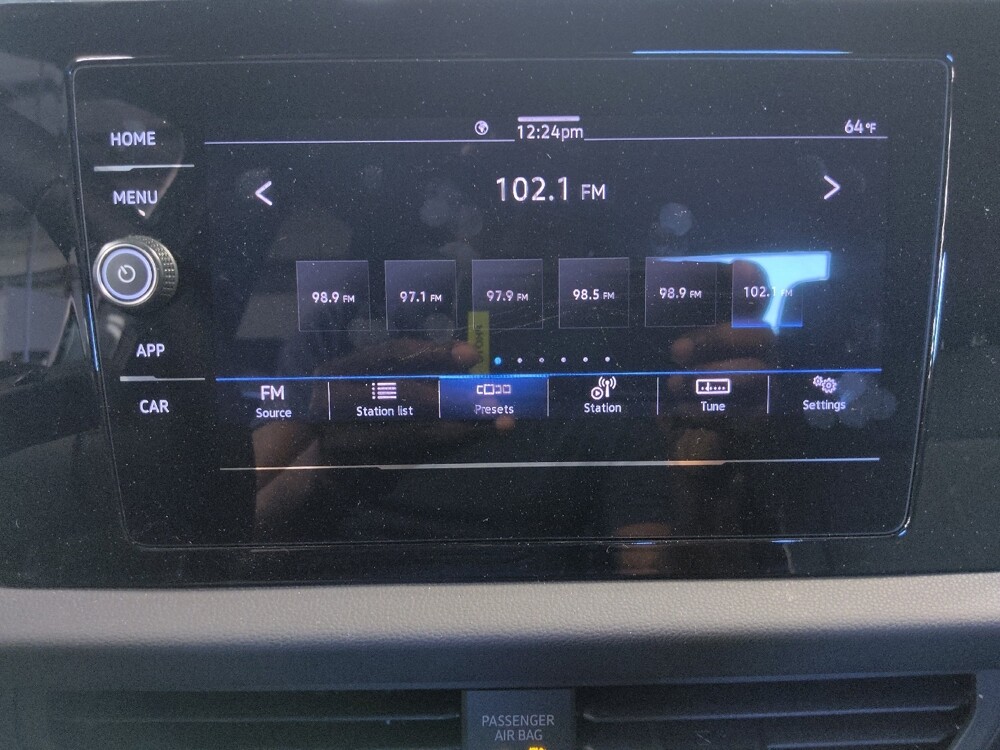 HOME
MENU
APP
CAR
12:24pm
64°F
102.1 FM
98.9 FM
97.1 FM
97.9 FM
98.5 FM
98.9 FM
102.1 FM
FM
Source
Station list
Presets
Station
Tune
Settings
PASSENGER
AIR BAG